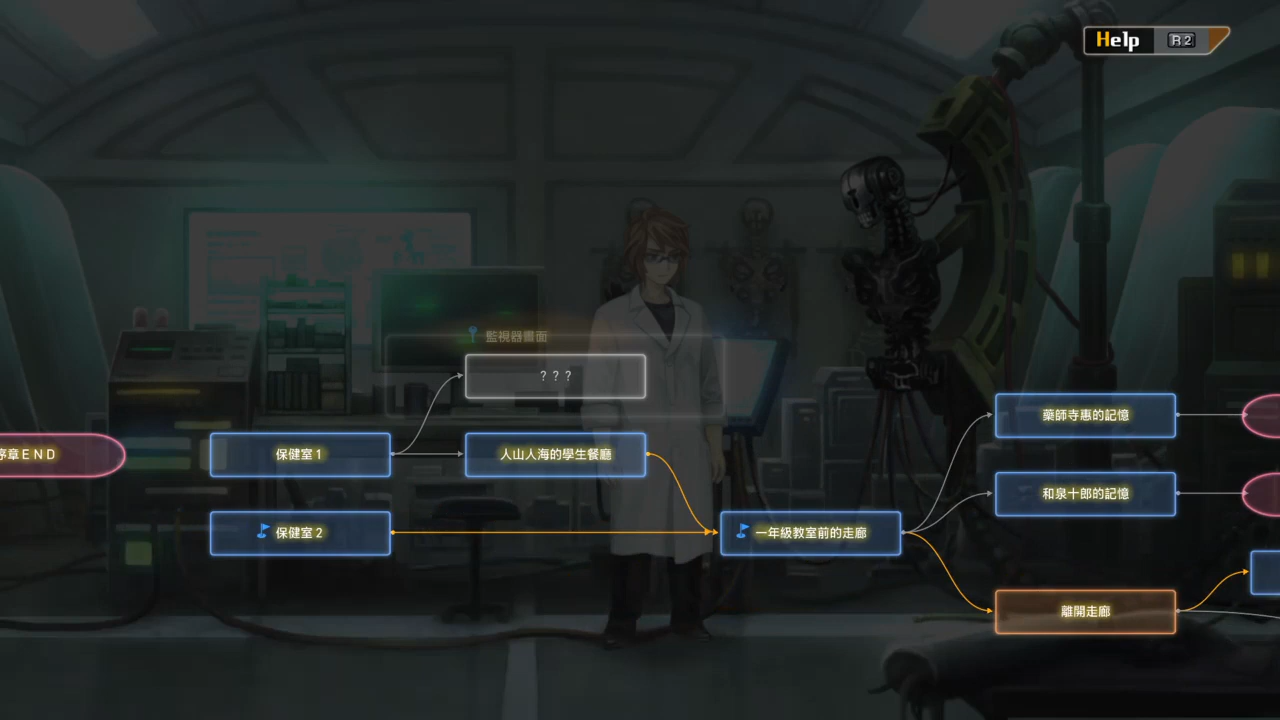 Help R2
監視器畫面
???
藥師寺惠的記憶
序章END
保健室1
人山人海的學生餐廳
和泉十郎的記憶
保健室2
一年級教室前的走廊
離開走廊